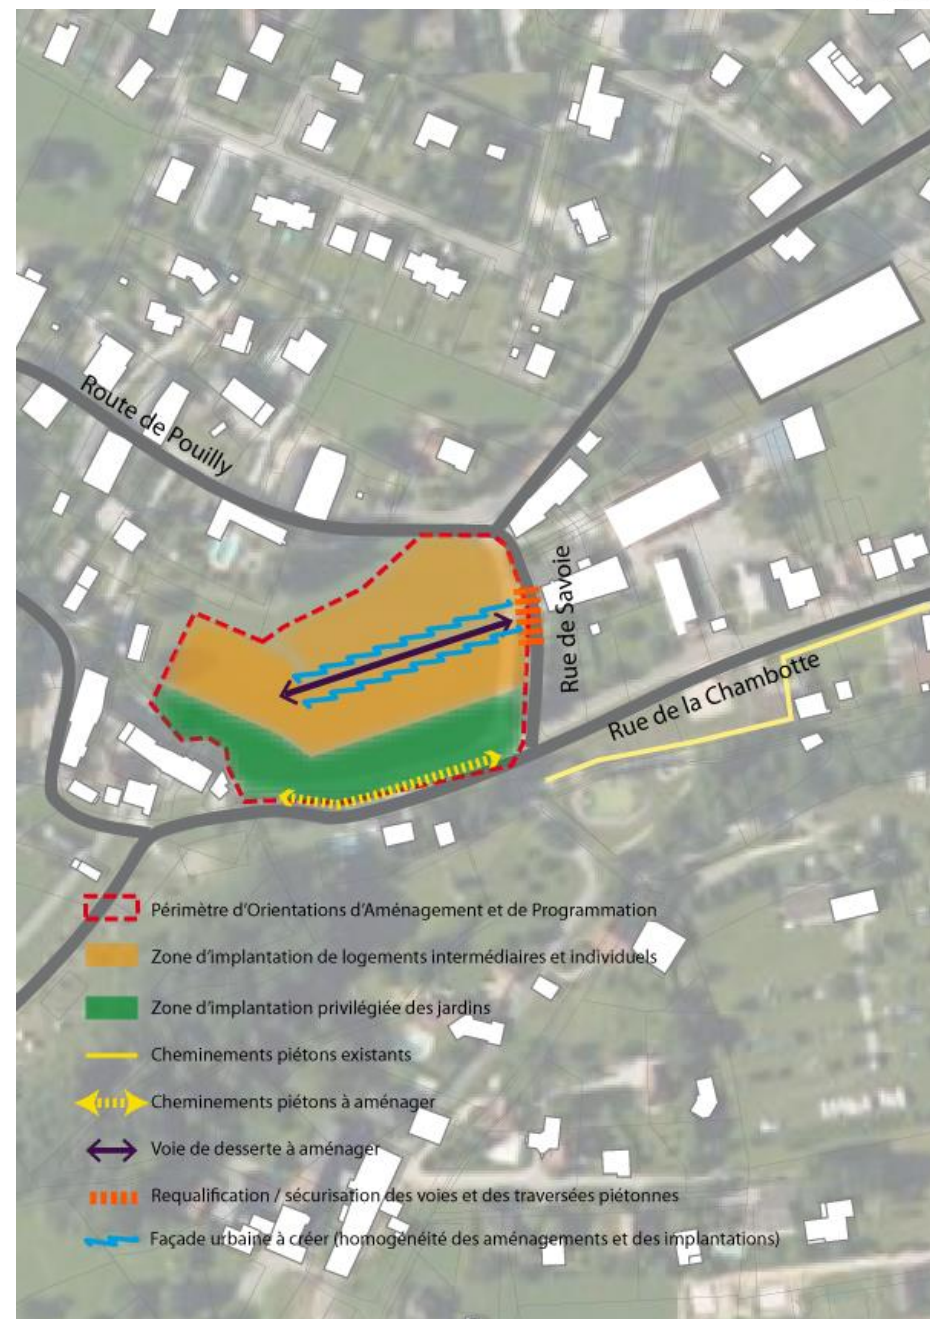 Route de Pouilly
Rue de Savoie
Rue de la Chambotte
Périmètre d'Orientations d'Aménagement et de Programmation
Zone d'implantation de logements intermédiaires et individuels
Zone d'implantation privilégiée des jardins
Cheminements piétons existants
Cheminements piétons à aménager
Voie de desserte à aménager
Requalification / sécurisation des voies et des traversées piétonnes
Façade urbaine à créer (homogénéité des aménagements et des implantations)